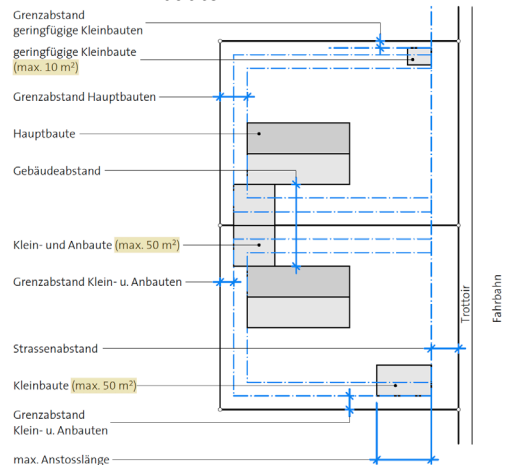 Grenzabstand
geringfügige Kleinbauten
geringfügige Kleinbaute
(max. 10 m²)
Grenzabstand Hauptbauten
Hauptbaute
Gebäudeabstand
Klein- und Anbaute (max. 50 m²)
Grenzabstand Klein- u. Anbauten
Strassenabstand
Kleinbaute (max. 50 m²)
Grenzabstand
Klein- u. Anbauten
max. Anstosslänge
Trottoir
Fahrbahn